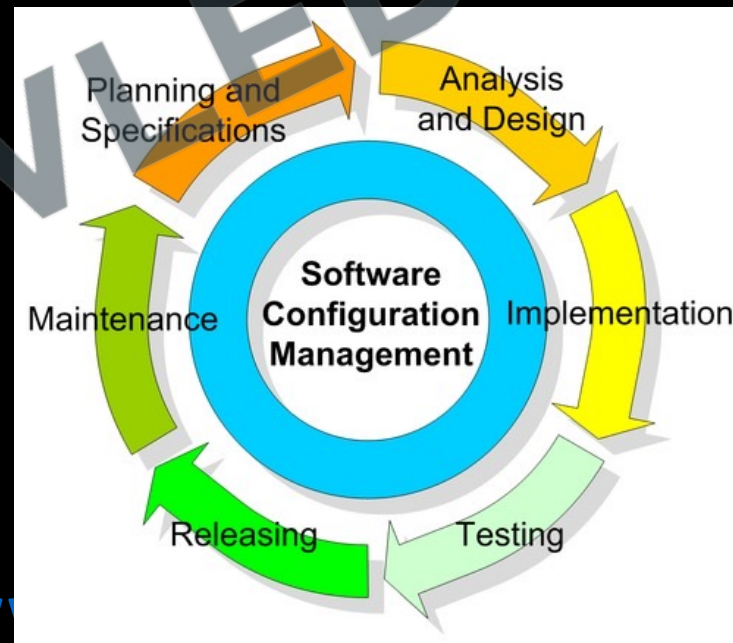 Planning and
Specifications
Analysis
and Design
Software
Configuration
Management
Implementation
Maintenance
Releasing
Testing